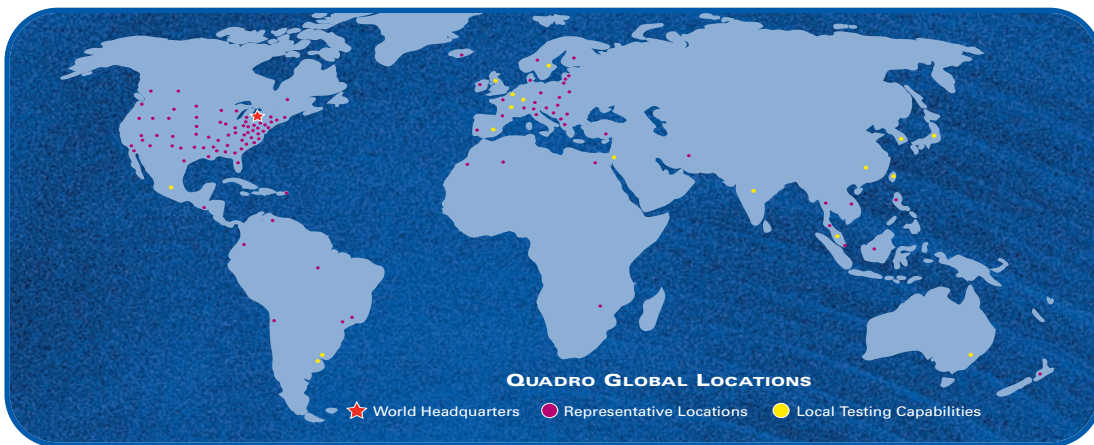 QUADRO GLOBAL LOCATIONS
World Headquarters
Representative Locations
Local Testing Capabilities